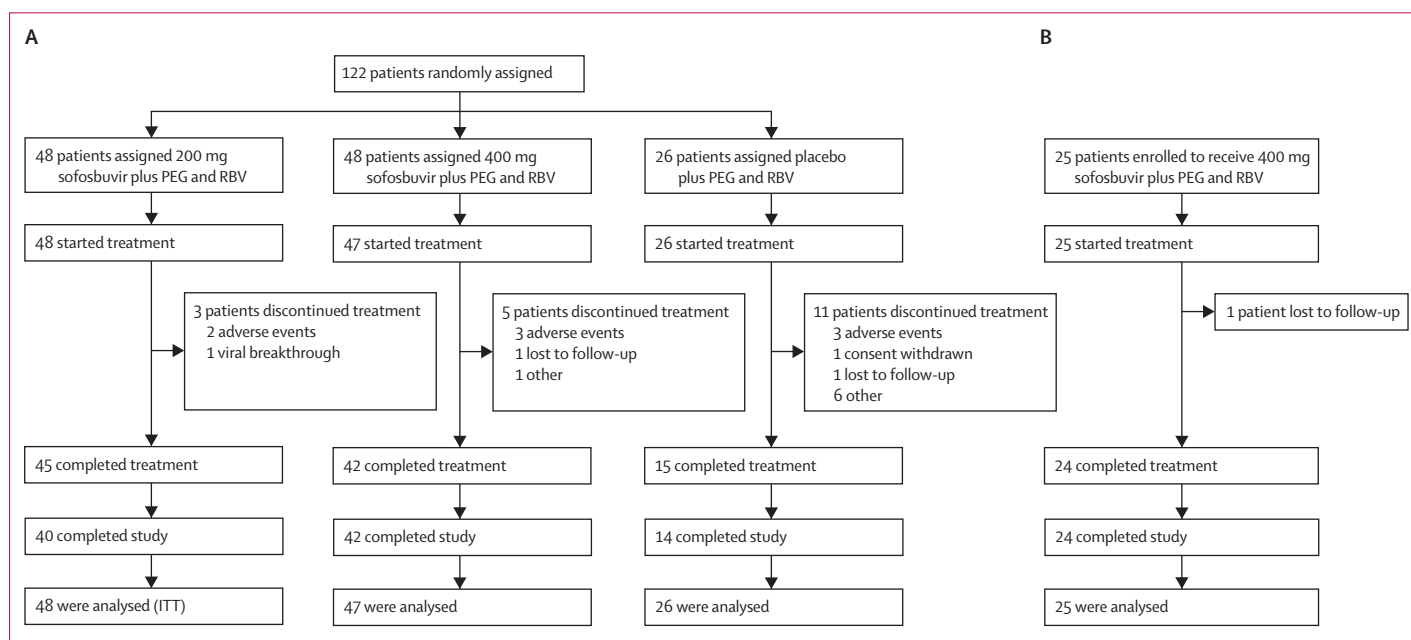 A
B
122 patients randomly assigned
48 patients assigned 200 mg
sofosbuvir plus PEG and RBV
48 patients assigned 400 mg
sofosbuvir plus PEG and RBV
26 patients assigned placebo
plus PEG and RBV
25 patients enrolled to receive 400 mg
sofosbuvir plus PEG and RBV
48 started treatment
47 started treatment
26 started treatment
25 started treatment
3 patients discontinued treatment
2 adverse events
1 viral breakthrough
5 patients discontinued treatment
3 adverse events
1 lost to follow-up
1 other
11 patients discontinued treatment
3 adverse events
1 consent withdrawn
1 lost to follow-up
6 other
1 patient lost to follow-up
45 completed treatment
42 completed treatment
15 completed treatment
24 completed treatment
40 completed study
42 completed study
14 completed study
24 completed study
48 were analysed (ITT)
47 were analysed
26 were analysed
25 were analysed